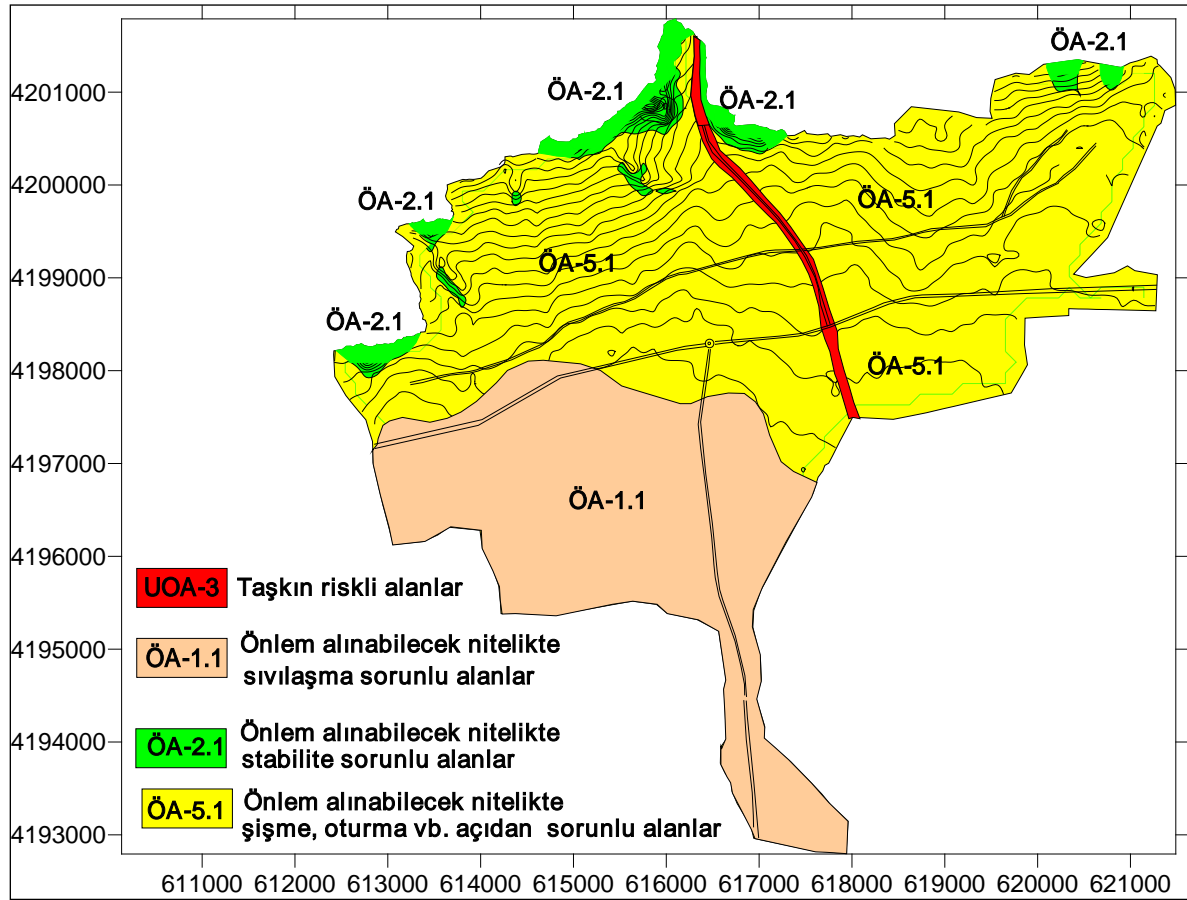 ÖA-2.1
ÖA-2.1
ÖA-2.1
ÖA-2.1
ÖA-5.1
ÖA-5.1
ÖA-2.1
ÖA-5.1
ÖA-1.1
4201000
4200000
4199000
4198000
4197000
4196000
4195000
4194000
4193000
UOA-3 Taşkın riskli alanlar
ÖA-1.1 Önlem alınabilecek nitelikte
sıvılaşma sorunlu alanlar
ÖA-2.1 Önlem alınabilecek nitelikte
stabilite sorunlu alanlar
ÖA-5.1 Önlem alınabilecek nitelikte
şişme, oturma vb. açıdan sorunlu alanlar
611000 612000 613000 614000 615000 616000 617000 618000 619000 620000 621000